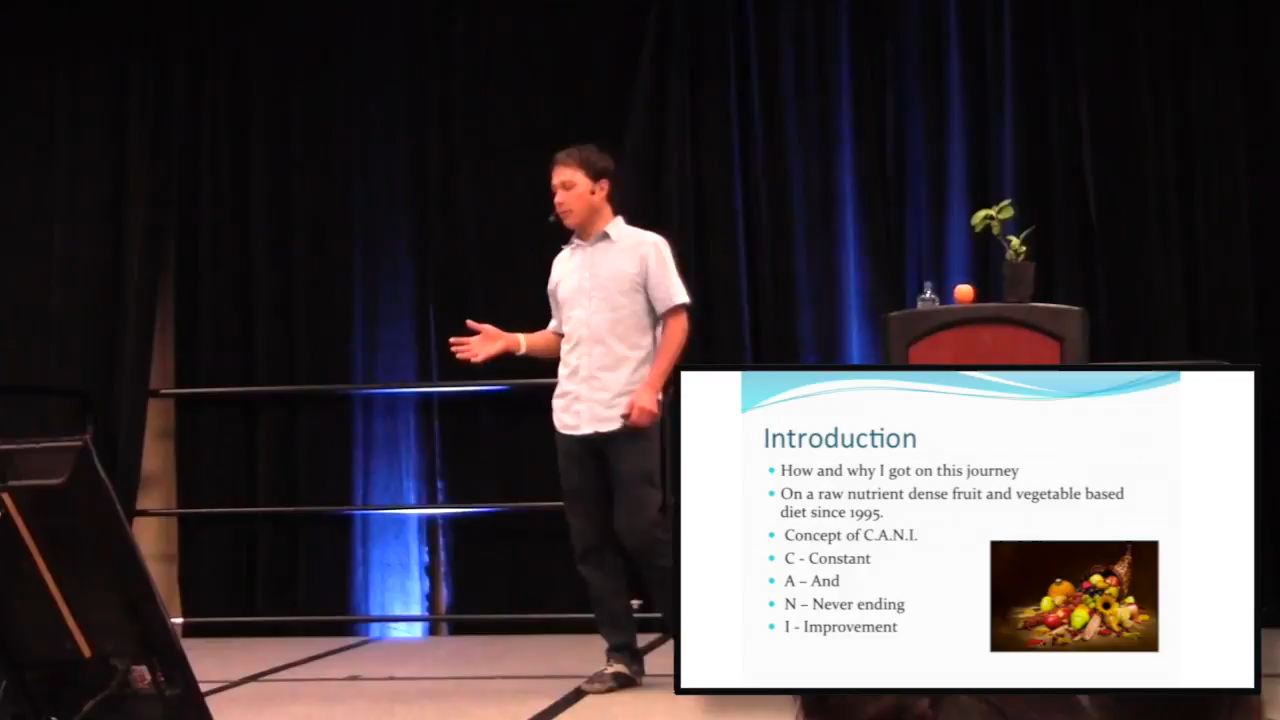 Introduction
How and why I got on this journey
On a raw nutrient dense fruit and vegetable based
diet since 1995.
Concept of C.A.N.I.
C - Constant
A – And
N – Never ending
I - Improvement